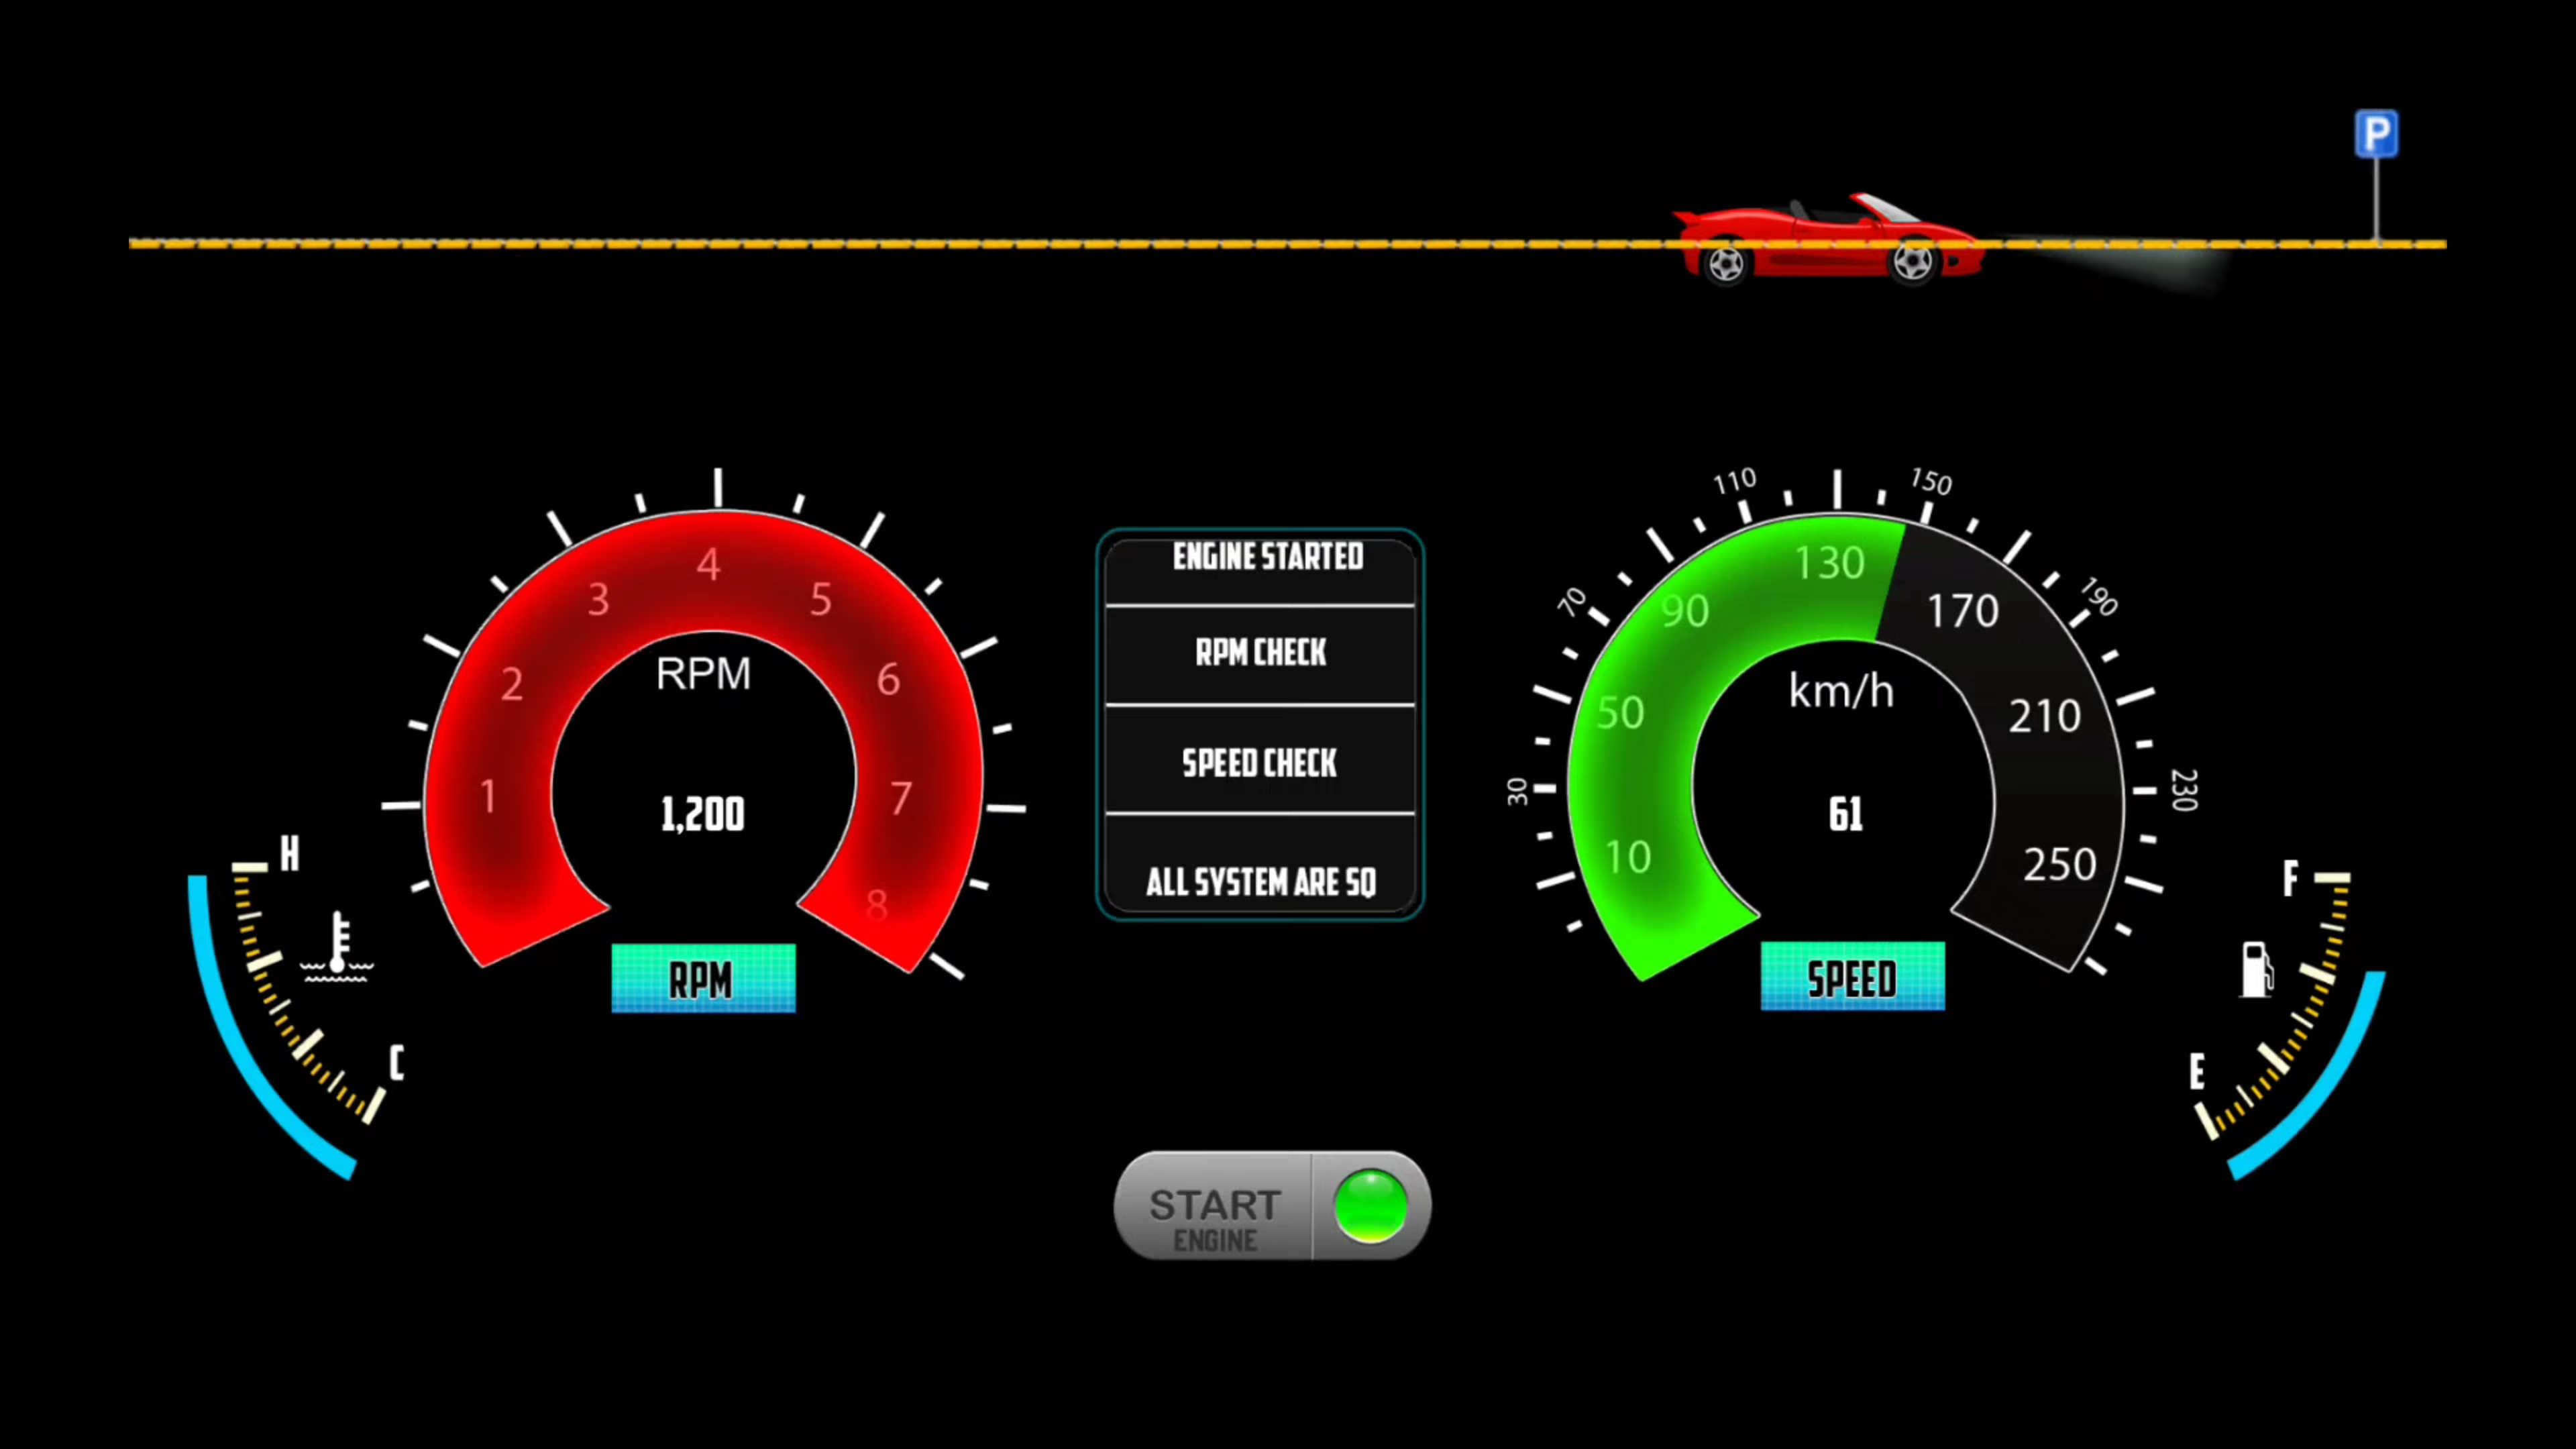 P
110
150
4
130
3
5
70
90
170
190
RPM
ENGINE STARTED
km/h
2
6
RPM CHECK
50
210
1
7
1,200
SPEED CHECK
30
61
230
H
8
ALL SYSTEM ARE SQ
10
250
F
C
RPM
SPEED
E
START
ENGINE